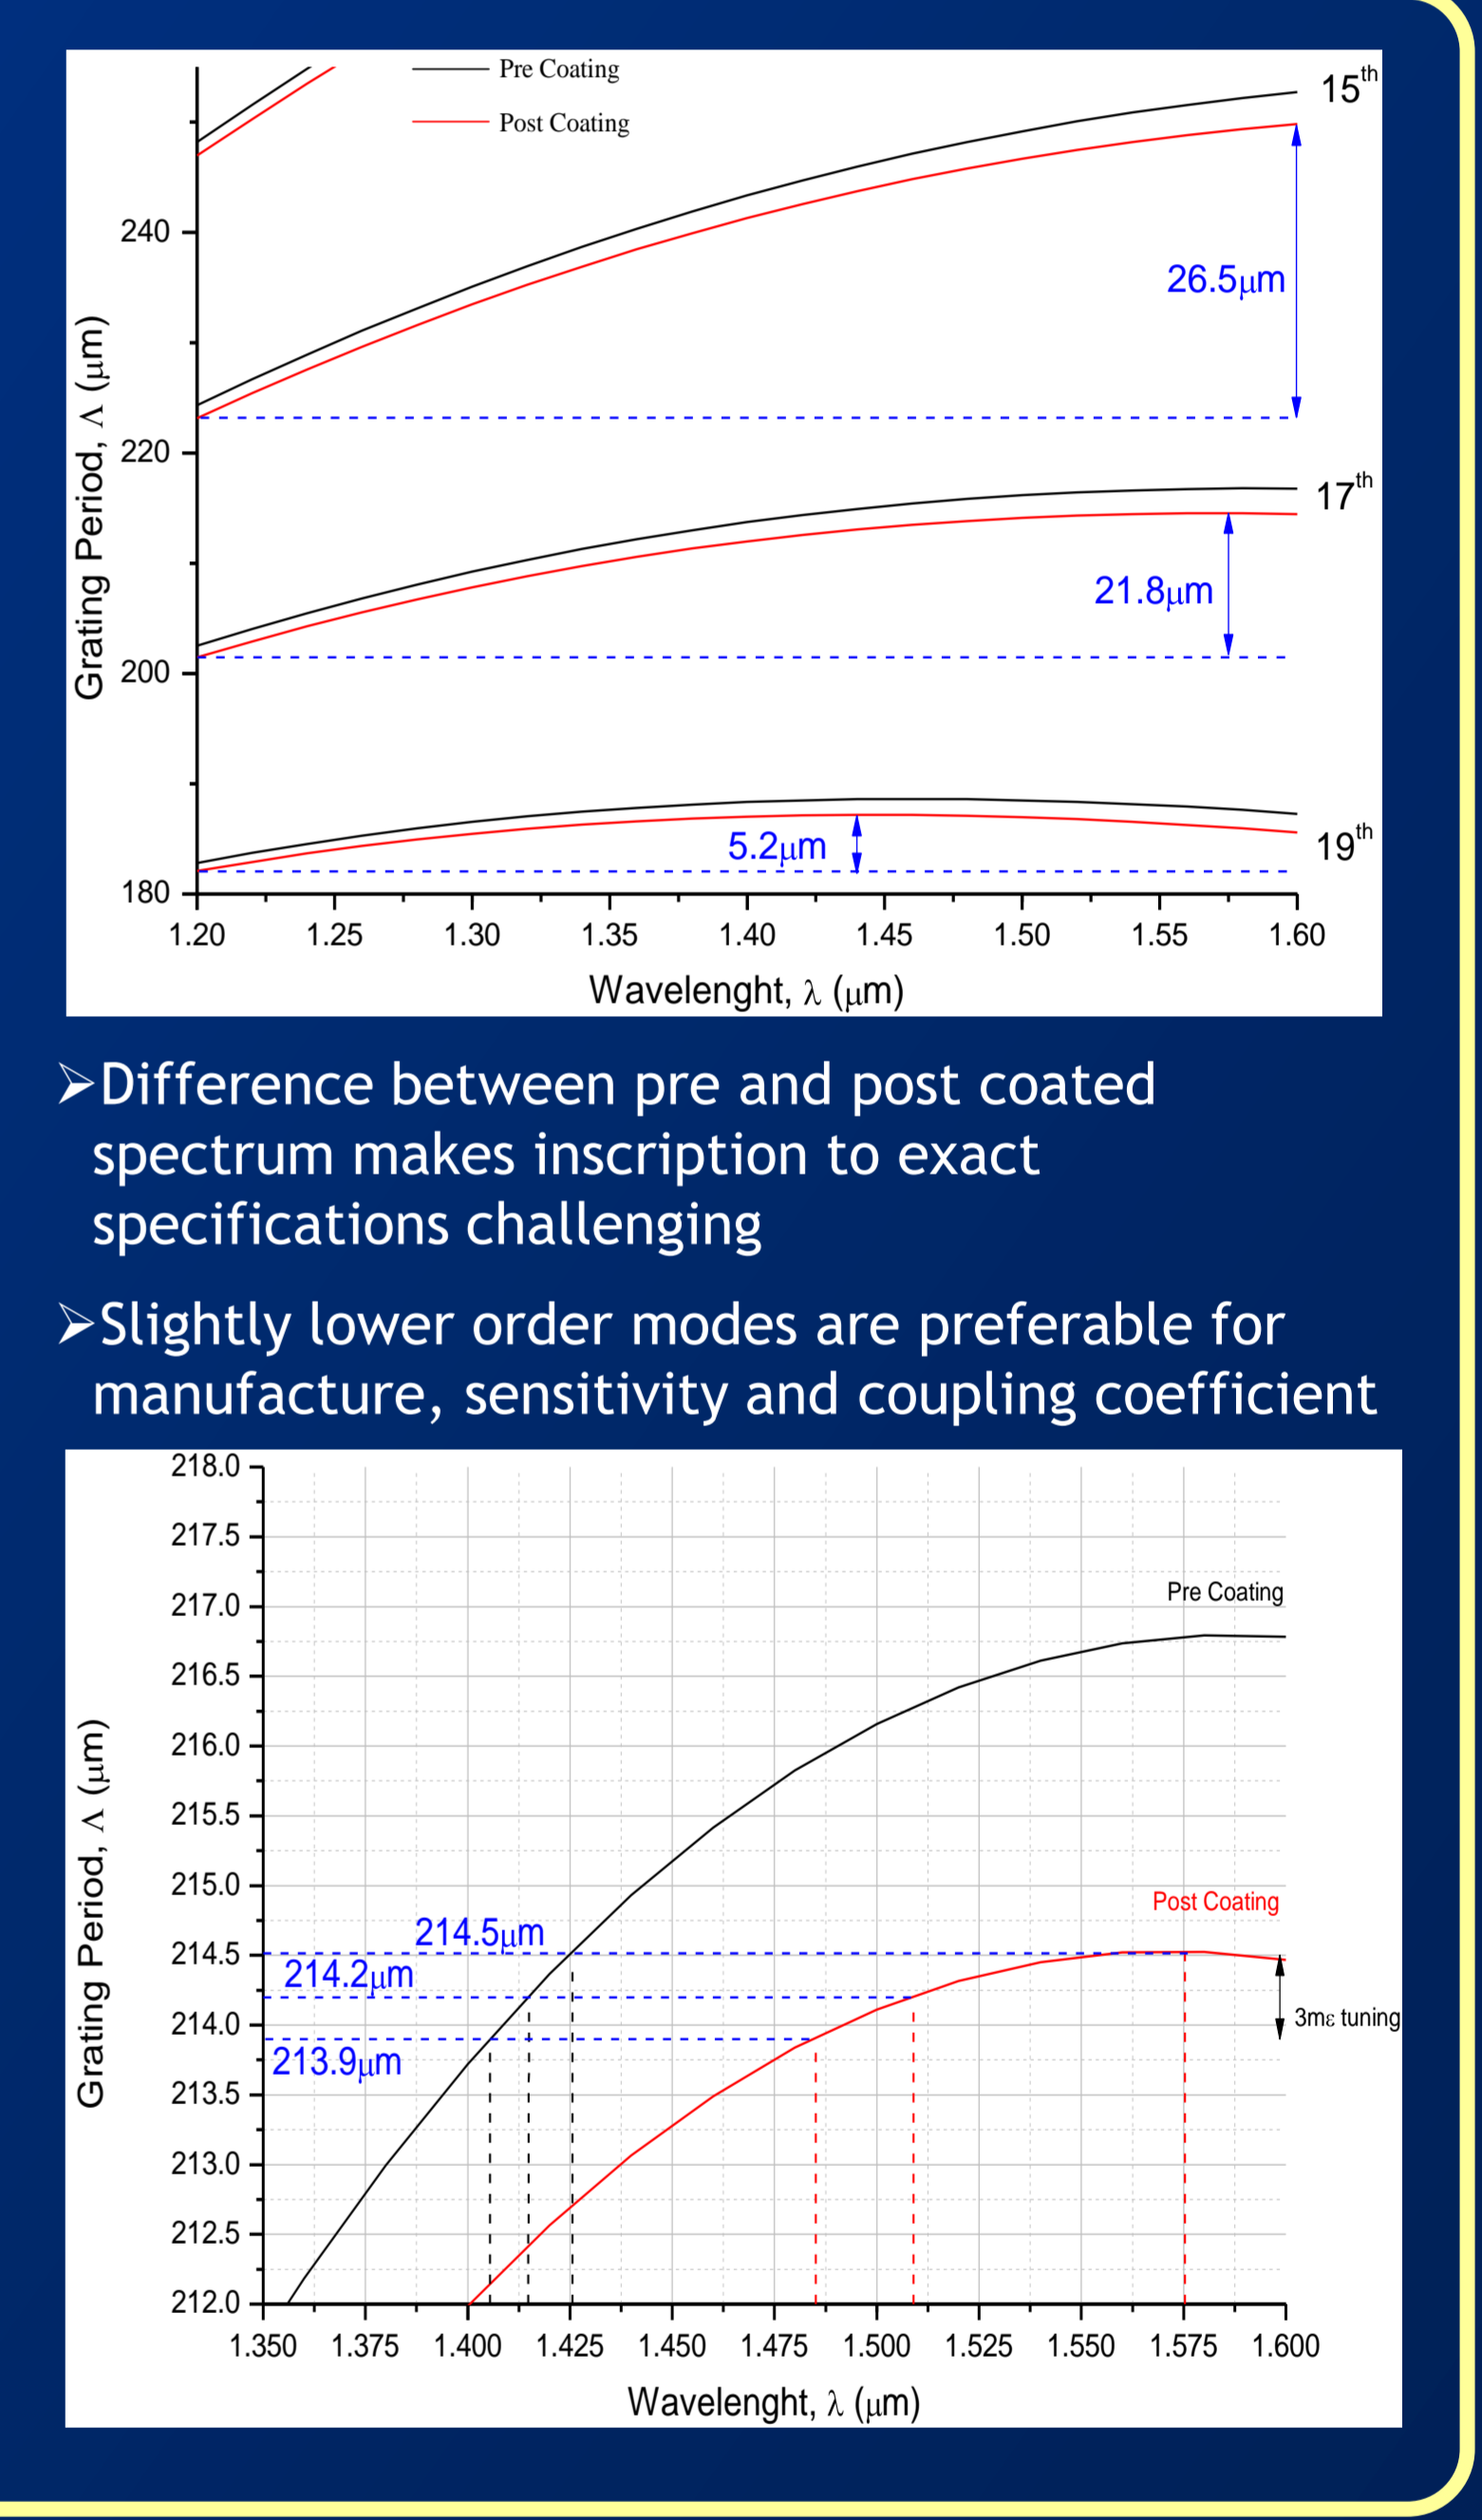 Pre Coating
Post Coating
15th
240
26.5μm
Grating Period, Λ (μm)
220
17th
21.8μm
200
5.2μm
19th
180
1.20 1.25 1.30 1.35 1.40 1.45 1.50 1.55 1.60
Wavelenght, λ (μm)
➢Difference between pre and post coated
spectrum makes inscription to exact
specifications challenging
➢Slightly lower order modes are preferable for
manufacture, sensitivity and coupling coefficient
218.0
217.5
Pre Coating
217.0
216.5
216.0
Grating Period, Λ (μm)
215.5
215.0
Post Coating
214.5μm
214.5
214.2μm
214.0
3mε tuning
213.9μm
213.5
213.0
212.5
212.0
1.350 1.375 1.400 1.425 1.450 1.475 1.500 1.525 1.550 1.575 1.600
Wavelenght, λ (μm)